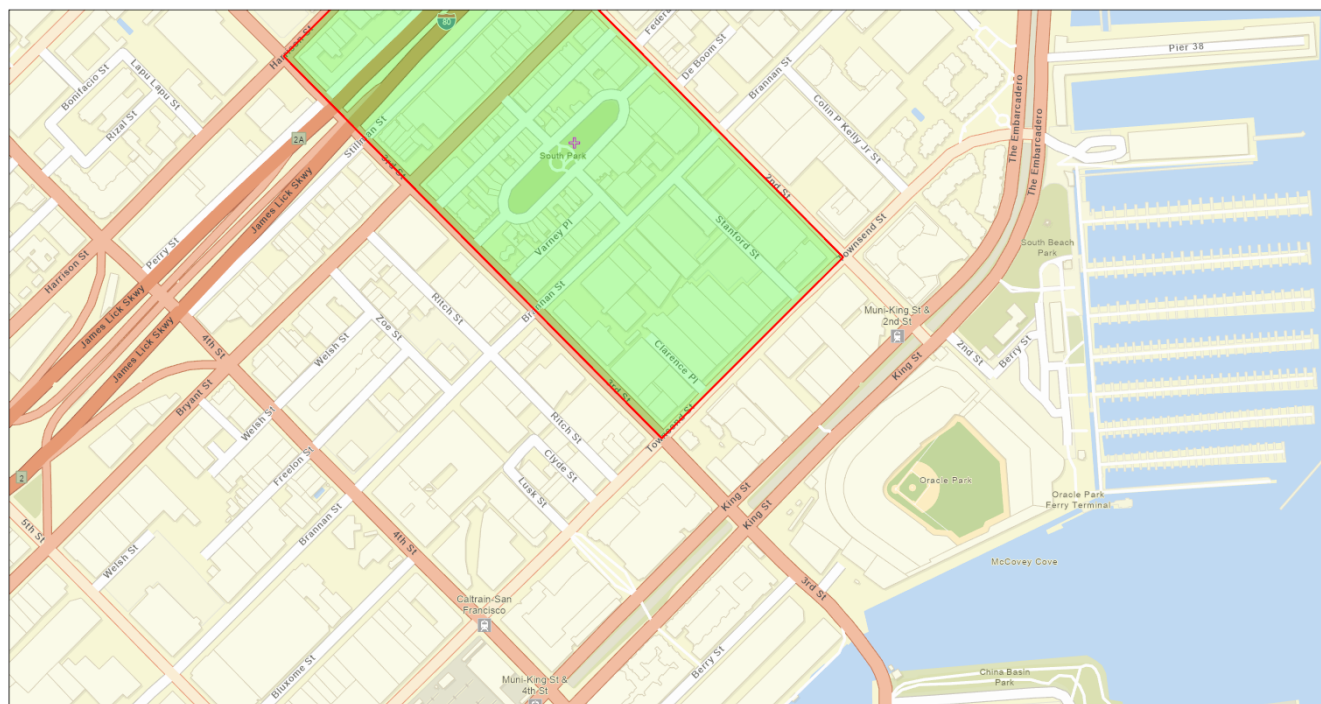 80
Harrison St
Federal
Pier 38
Bonifacio St
Lapu Lapu St
Rizal St
De Boom St
Brannan St
Colin P Kelly Jr St
The Embarcadero
The Embarcadero
2A
Stillman St
3rd St
South Park
2nd St
James Lick Skwy
James Lick Skwy
Perry St
Harrison St
Varney Pl
Stanford St
Townsend St
South Beach
Park
James Lick Skwy
James Lick Skwy
Ritch St
Brannan St
Zoe St
Welsh St
4th St
Muni-King St &
2nd St
King St
2nd St
Berry St
Clarence Pl
3rd St
Bryant St
Welsh St
Freelon St
Ritch St
Townsend St
Clyde St
Lusk St
2
Oracle Park
Oracle Park
Ferry Terminal
King St
King St
5th St
Brannan St
Welsh St
4th St
McCovey Cove
3rd St
Caltrain San
Francisco
Bluxome St
Berry St
Muni-King St &
4th St
China Basin
Park